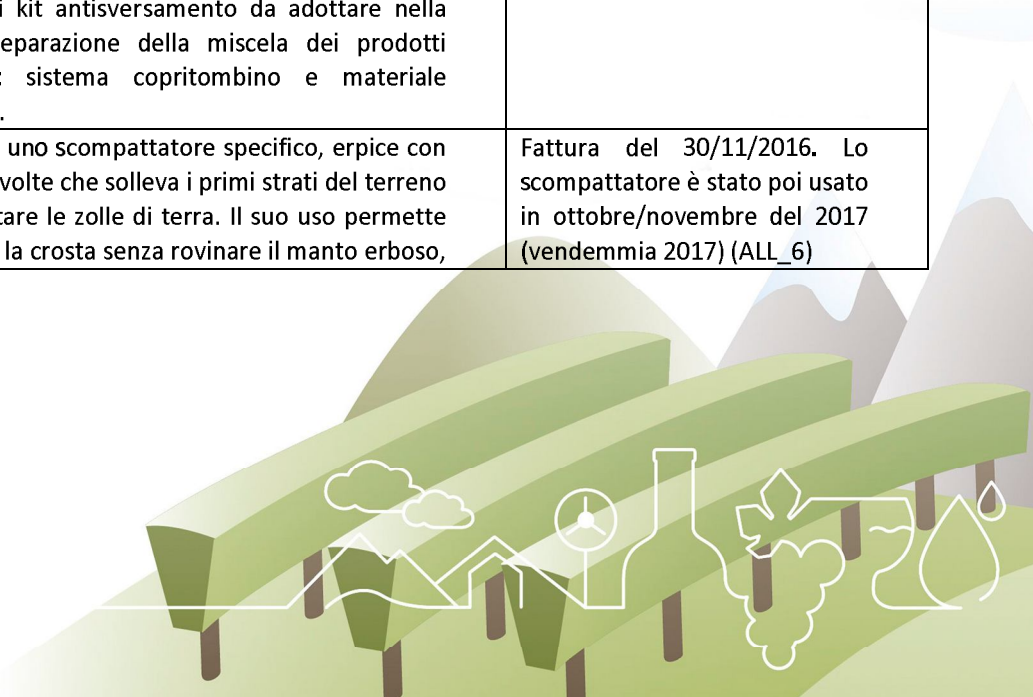 i kit antisversamento da adottare nella
eparazione della miscela dei prodotti
: sistema copritombino e materiale
.
uno scompattatore specifico, erpice con
volte che solleva i primi strati del terreno
tare le zolle di terra. Il suo uso permette
la crosta senza rovinare il manto erboso,
Fattura del 30/11/2016. Lo
scompattatore è stato poi usato
in ottobre/novembre del 2017
(vendemmia 2017) (ALL_6)